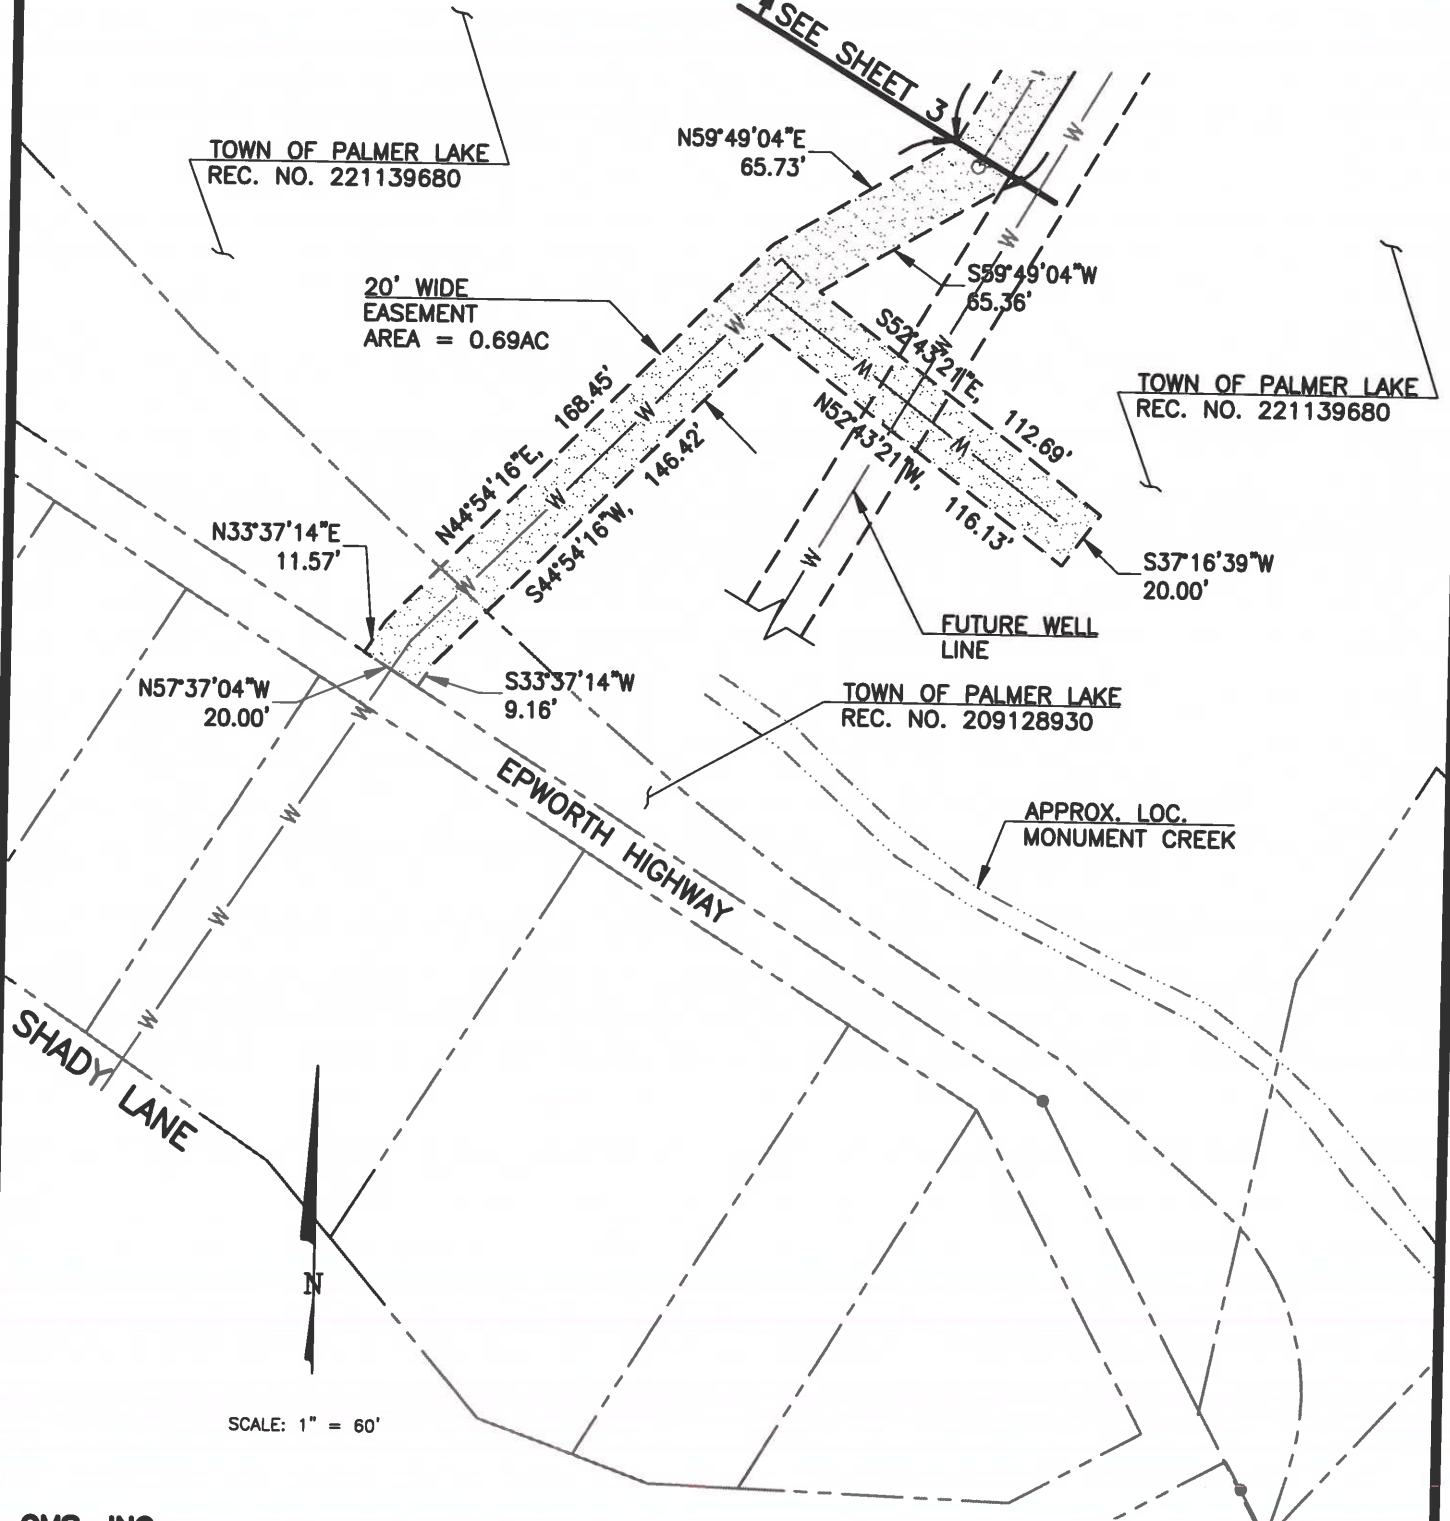 SEE SHEET 3
N59°49'04"E
65.73'
TOWN OF PALMER LAKE
REC. NO. 221139680
W
W
S59°49'04"W
65.36'
20' WIDE
EASEMENT
AREA = 0.69AC
W
W
S52°43'21"E, 112.69'
W
TOWN OF PALMER LAKE
REC. NO. 221139680
N44°54'16"E, 168.45'
W
N52°43'21"W, 116.13'
W
S44°54'16"W, 146.42'
W
N33°37'14"E
11.57'
W
W
S37°16'39"W
20.00'
FUTURE WELL
LINE
N57°37'04"W
20.00'
S33°37'14"W
9.16'
W
TOWN OF PALMER LAKE
REC. NO. 209128930
EPWORTH HIGHWAY
W
APPROX. LOC.
MONUMENT CREEK
W
W
SHADY LANE
N
SCALE: 1" = 60'